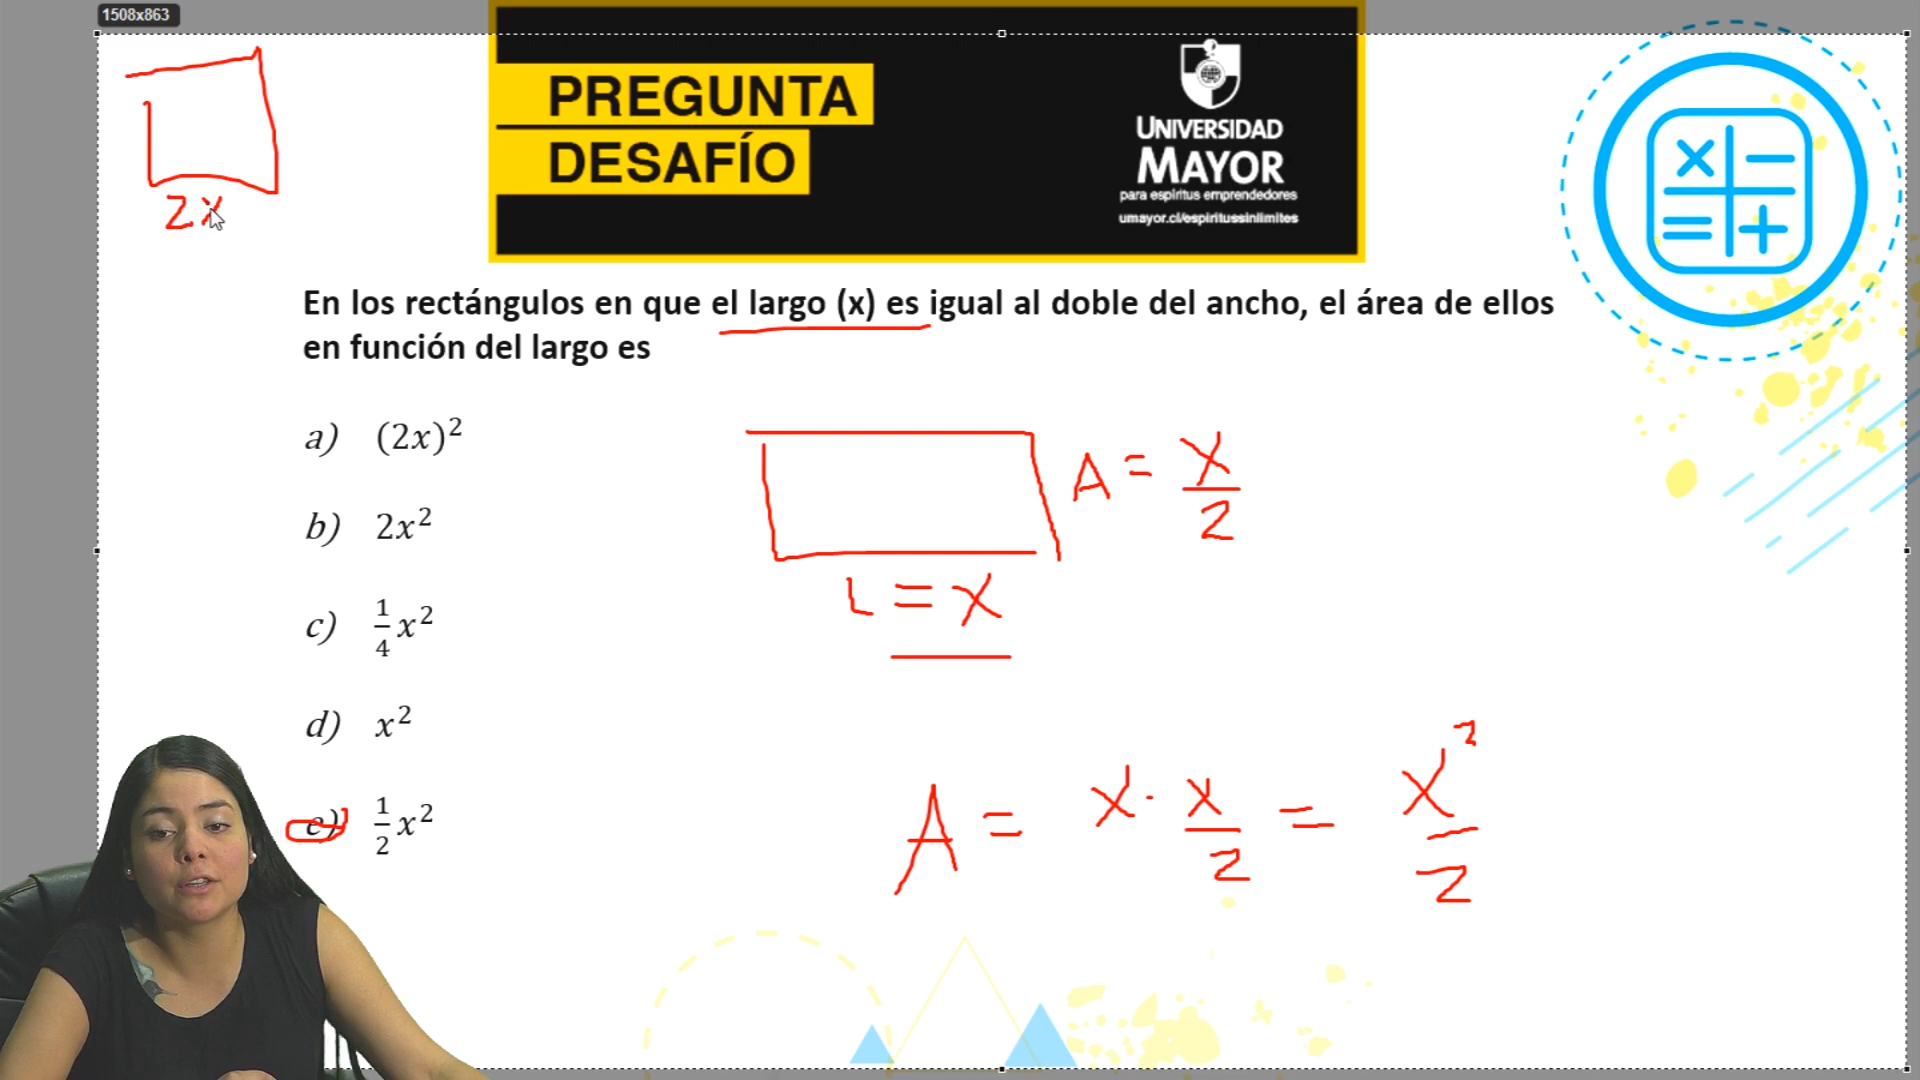 1508x863
2x
PREGUNTA
DESAFÍO
UNIVERSIDAD
MAYOR
para espíritus emprendedores
umayor.cl/espiritussinlimites
En los rectángulos en que el largo (x) es igual al doble del ancho, el área de ellos
en función del largo es
a) (2x)²
b) 2x²
c) 1/4 x²
d) x²
e) 1/2 x²
A = x/2
L = x
A = x · x/2 = x²/2